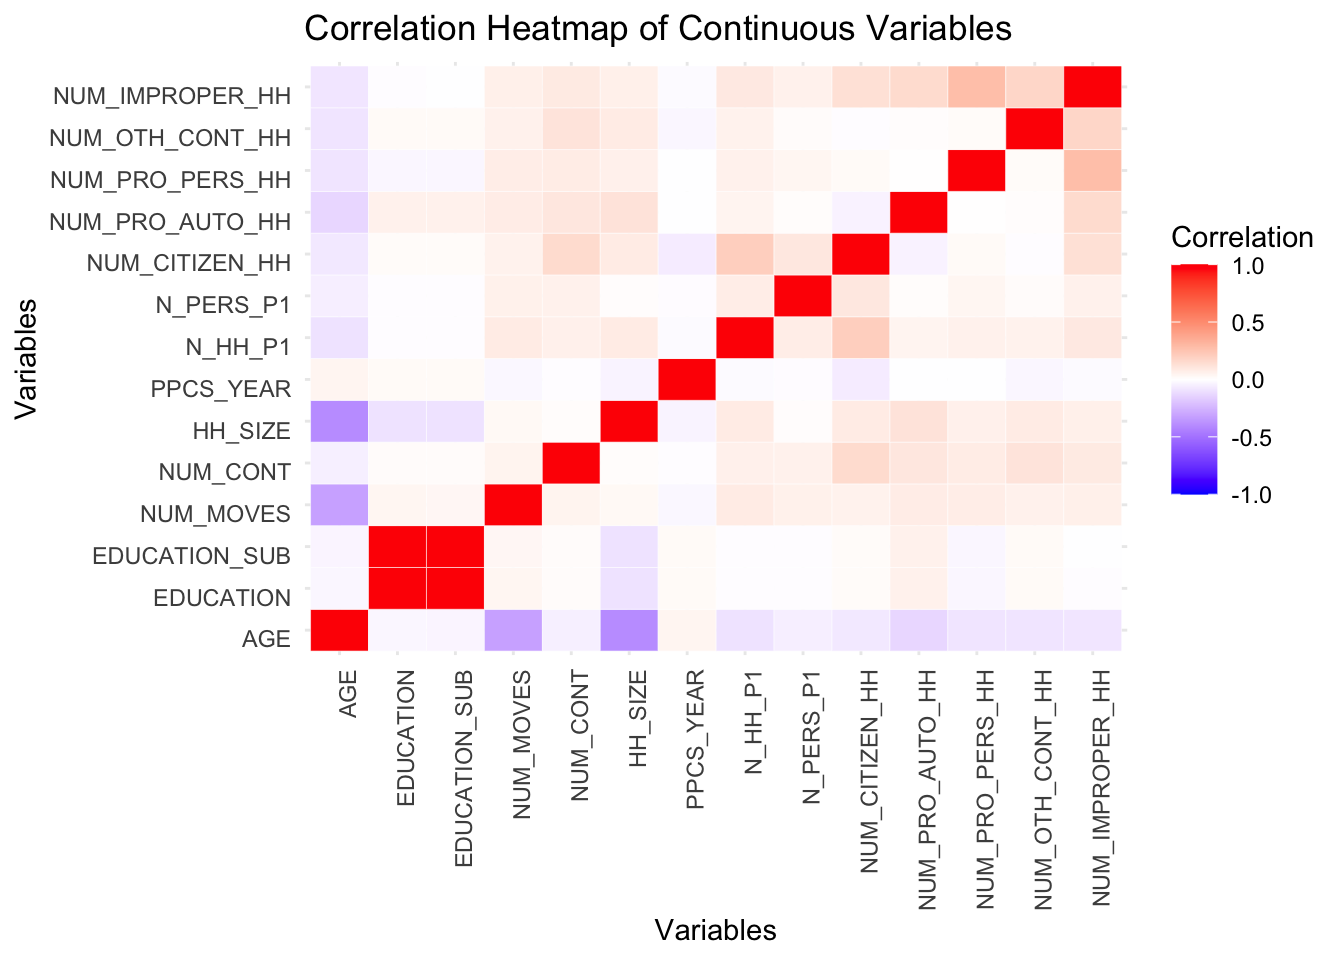 Correlation Heatmap of Continuous Variables
NUM_IMPROPER_HH
NUM_OTH_CONT_HH
NUM_PRO_PERS_HH
NUM_PRO_AUTO_HH
NUM_CITIZEN_HH
N_PERS_P1
N_HH_P1
PPCS_YEAR
HH_SIZE
NUM_CONT
NUM_MOVES
EDUCATION_SUB
EDUCATION
AGE
Variables
AGE
EDUCATION
EDUCATION_SUB
NUM_MOVES
NUM_CONT
HH_SIZE
PPCS_YEAR
N_HH_P1
N_PERS_P1
NUM_CITIZEN_HH
NUM_PRO_AUTO_HH
NUM_PRO_PERS_HH
NUM_OTH_CONT_HH
NUM_IMPROPER_HH
Variables
Correlation
1.0
0.5
0.0
-0.5
-1.0